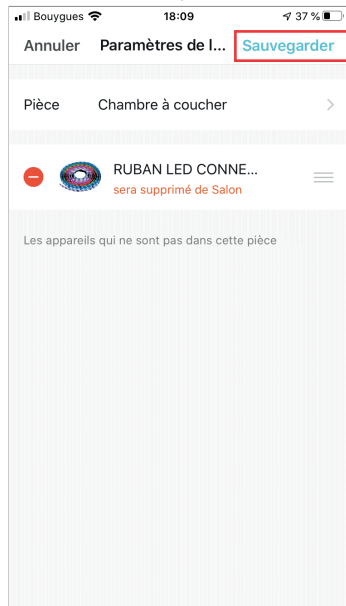 Bouygues 18:09 37 %
Annuler Paramètres de l... Sauvegarder
Pièce Chambre à coucher
RUBAN LED CONNE...
sera supprimé de Salon
Les appareils qui ne sont pas dans cette pièce